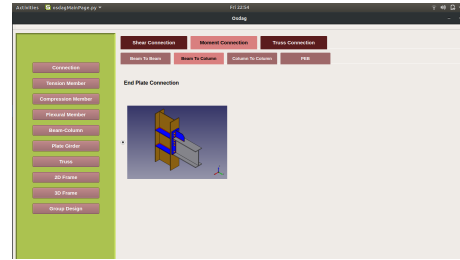 Activities osdagMainPage.py Fri 22:54
Osdag
Shear Connection Moment Connection Truss Connection
Beam To Beam Beam To Column Column To Column PEB
End Plate Connection
Connection
Tension Member
Compression Member
Flexural Member
Beam-Column
Plate Girder
Truss
2D Frame
3D Frame
Group Design